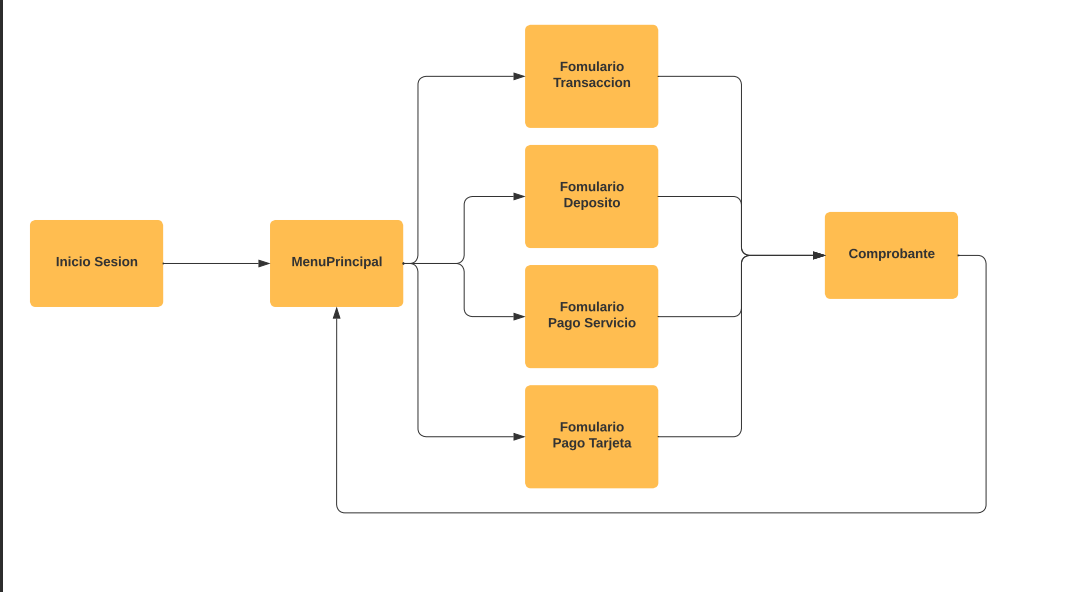 Inicio Sesion
MenuPrincipal
Fomulario
Transaccion
Fomulario
Deposito
Fomulario
Pago Servicio
Fomulario
Pago Tarjeta
Comprobante